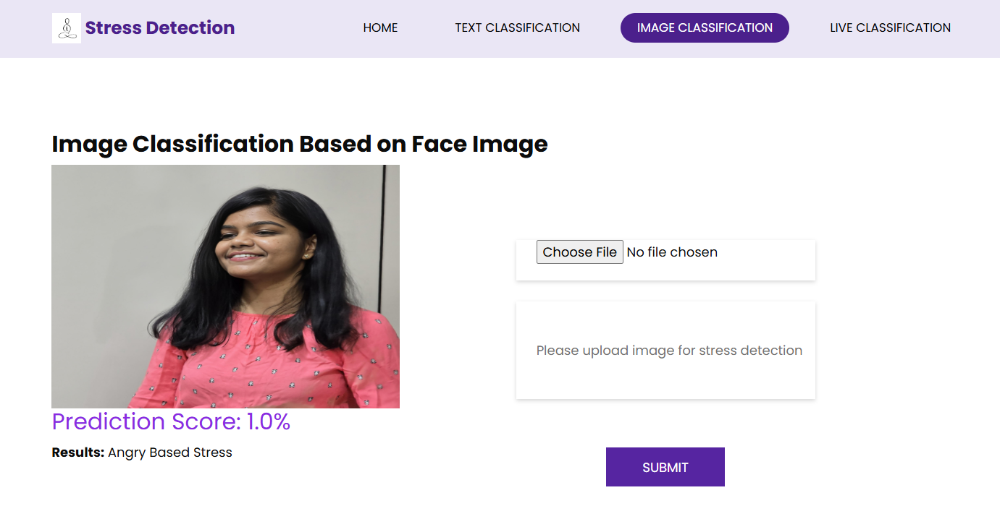 Stress Detection
HOME
TEXT CLASSIFICATION
IMAGE CLASSIFICATION
LIVE CLASSIFICATION
Image Classification Based on Face Image
Prediction Score: 1.0%
Results: Angry Based Stress
Choose File No file chosen
Please upload image for stress detection
SUBMIT